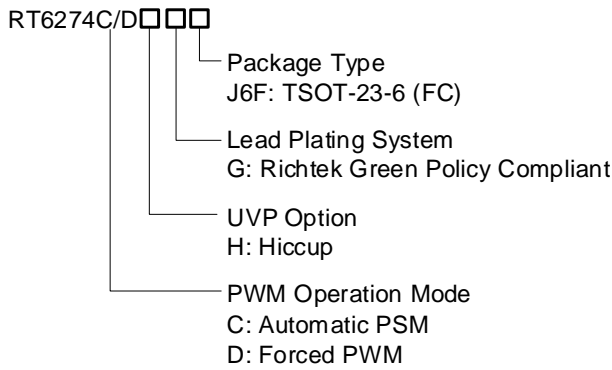 RT6274C/D
Package Type
J6F: TSOT-23-6 (FC)
Lead Plating System
G: Richtek Green Policy Compliant
UVP Option
H: Hiccup
PWM Operation Mode
C: Automatic PSM
D: Forced PWM